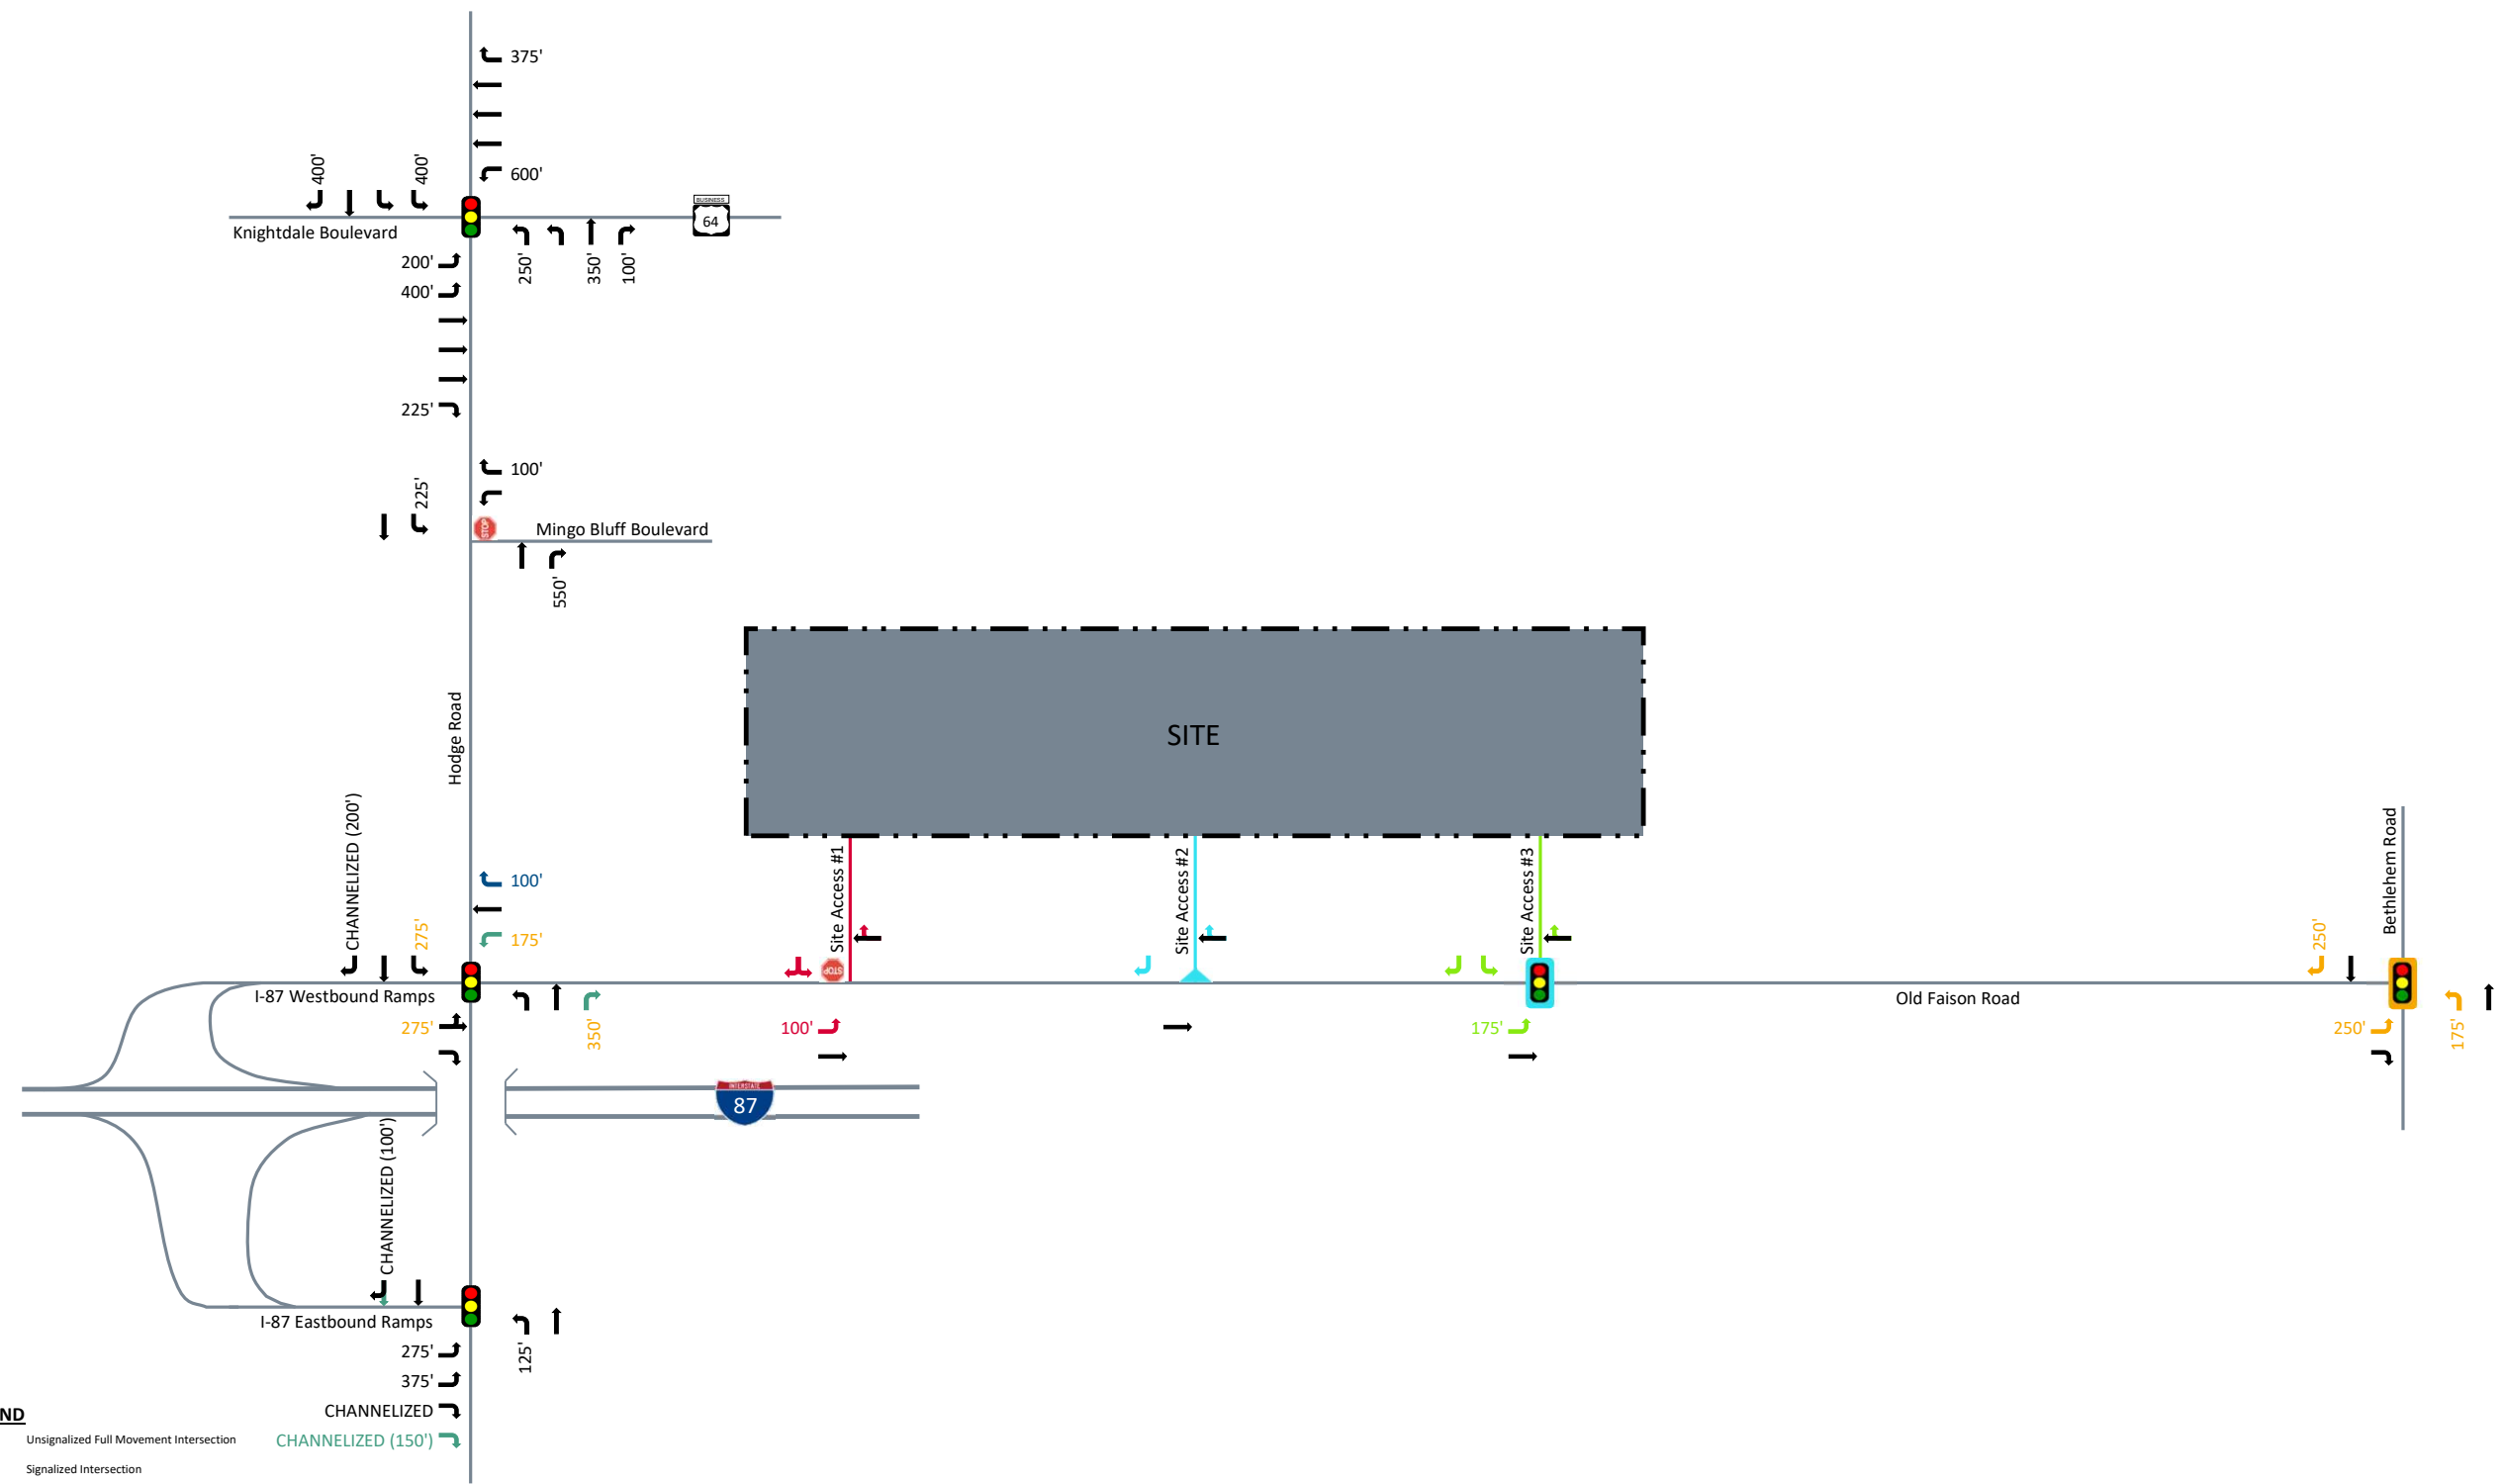 375'
600'
400'
400'
BUSINESS
64
Knightdale Boulevard
200'
250'
350'
100'
400'
225'
100'
225'
STOP
Mingo Bluff Boulevard
550'
SITE
Hodge Road
CHANNELIZED (200')
100'
275'
175'
Site Access #1
Site Access #2
Site Access #3
Bethlehem Road
STOP
250'
I-87 Westbound Ramps
Old Faison Road
275'
350'
100'
175'
250'
175'
INTERSTATE
87
CHANNELIZED (100')
I-87 Eastbound Ramps
275'
125'
375'
CHANNELIZED
CHANNELIZED (150')
ND
Unsignalized Full Movement Intersection
Signalized Intersection